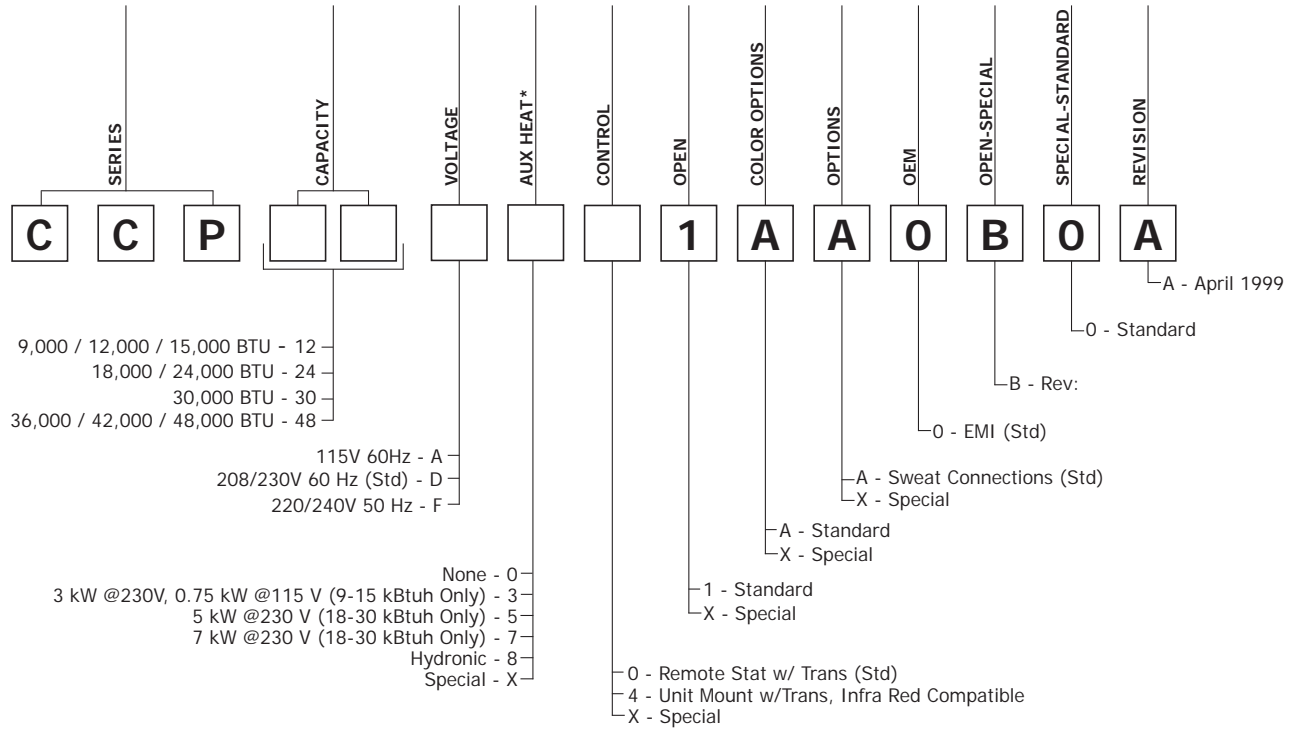 SERIES
CAPACITY
VOLTAGE
AUX HEAT*
CONTROL
OPEN
COLOR OPTIONS
OPTIONS
OEM
OPEN-SPECIAL
SPECIAL-STANDARD
REVISION
C C P 1 A A 0 B 0 A
A - April 1999
0 - Standard
B - Rev:
0 - EMI (Std)
A - Sweat Connections (Std)
X - Special
A - Standard
X - Special
1 - Standard
X - Special
0 - Remote Stat w/ Trans (Std)
4 - Unit Mount w/Trans, Infra Red Compatible
X - Special
9,000 / 12,000 / 15,000 BTU - 12
18,000 / 24,000 BTU - 24
30,000 BTU - 30
36,000 / 42,000 / 48,000 BTU - 48
115V 60Hz - A
208/230V 60 Hz (Std) - D
220/240V 50 Hz - F
None - 0
3 kW @230V, 0.75 kW @115 V (9-15 kBtuh Only) - 3
5 kW @230 V (18-30 kBtuh Only) - 5
7 kW @230 V (18-30 kBtuh Only) - 7
Hydronic - 8
Special - X